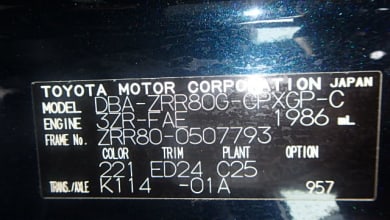 TOYOTA MOTOR CORPORATION JAPAN
MODEL DBA-ZRR80G-GPXGP-C
ENGINE 3ZR-FAE 1986 mL
FRAME No. ZRR80-0507793
COLOR TRIM PLANT OPTION
221 ED24 C25
TRANS./AXLE K114 -01A 957